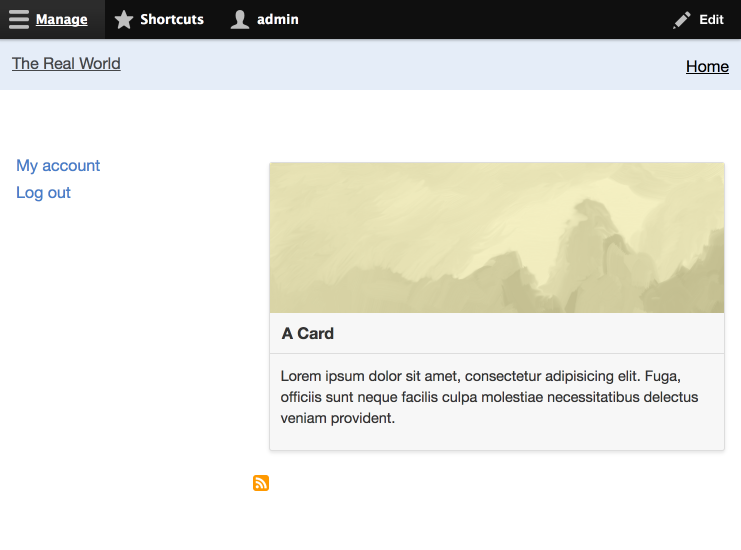 Manage
Shortcuts
admin
Edit
The Real World
Home
My account
Log out
A Card
Lorem ipsum dolor sit amet, consectetur adipisicing elit. Fuga,
officiis sunt neque facilis culpa molestiae necessitatibus delectus
veniam provident.